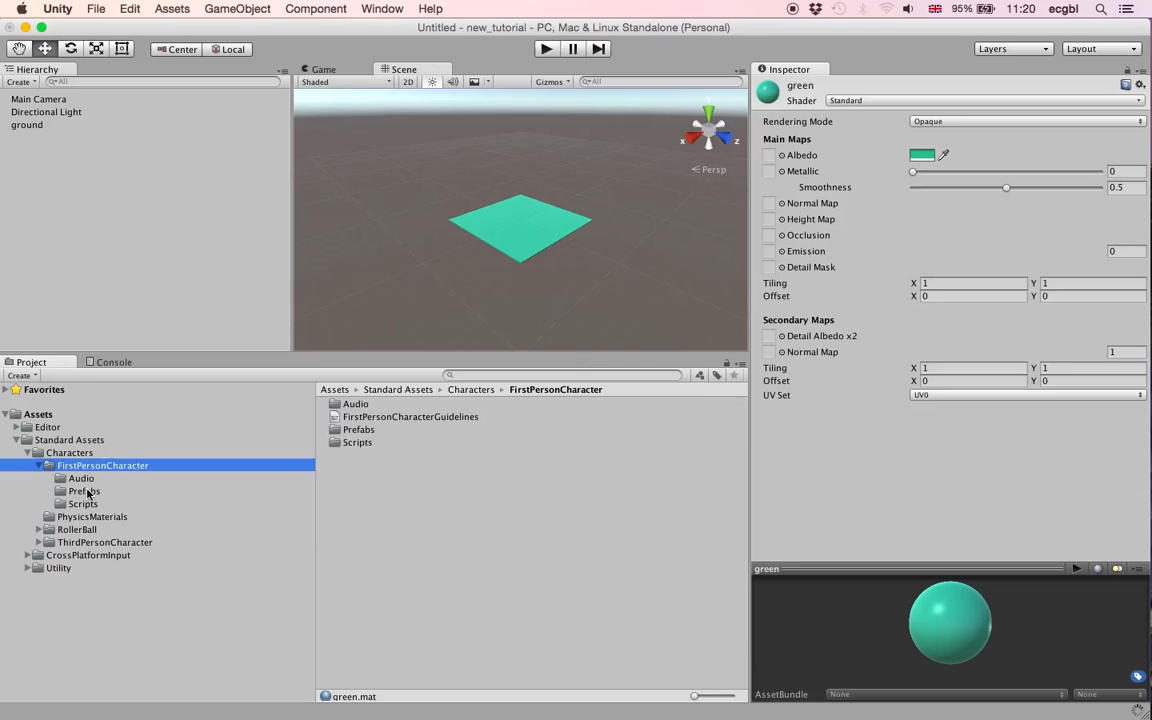 Unity File Edit Assets GameObject Component Window Help 95% 11:20 ecgbl
Untitled - new_tutorial - PC, Mac & Linux Standalone (Personal)
Center Local Layers Layout
Hierarchy
Create All
Main Camera
Directional Light
ground
Game Scene
Shaded 2D Gizmos All
x z
Persp
Inspector
green
Shader Standard
Rendering Mode Opaque
Main Maps
Albedo
Metallic 0
Smoothness 0.5
Normal Map
Height Map
Occlusion
Emission 0
Detail Mask
Tiling X 1 Y 1
Offset X 0 Y 0
Secondary Maps
Detail Albedo x2
Normal Map 1
Tiling X 1 Y 1
Offset X 0 Y 0
UV Set UV0
Project Console
Create
Favorites
Assets
Editor
Standard Assets
Characters
FirstPersonCharacter
Audio
Prefabs
Scripts
PhysicsMaterials
RollerBall
ThirdPersonCharacter
CrossPlatformInput
Utility
Assets Standard Assets Characters FirstPersonCharacter
Audio
FirstPersonCharacterGuidelines
Prefabs
Scripts
green.mat
green
AssetBundle None None